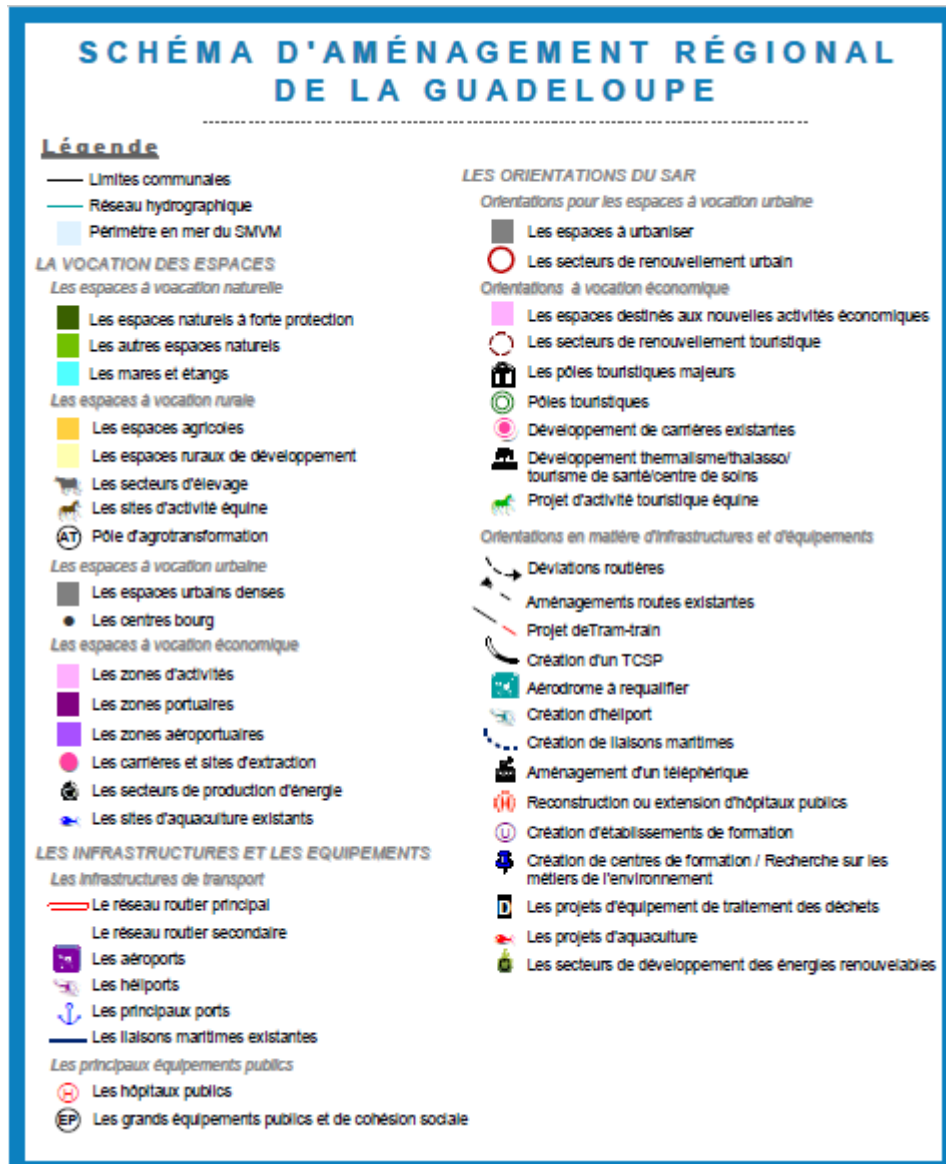 SCHÉMA D'AMÉNAGEMENT RÉGIONAL
DE LA GUADELOUPE
Légende
Limites communales
Réseau hydrographique
Périmètre en mer du SMVM
LA VOCATION DES ESPACES
Les espaces à voacation naturelle
Les espaces naturels à forte protection
Les autres espaces naturels
Les mares et étangs
Les espaces à vocation rurale
Les espaces agricoles
Les espaces ruraux de développement
Les secteurs d'élevage
Les sites d'activité équine
AT Pôle d'agrotransformation
Les espaces à vocation urbaine
Les espaces urbains denses
Les centres bourg
Les espaces à vocation économique
Les zones d'activités
Les zones portuaires
Les zones aéroportuaires
Les carrières et sites d'extraction
Les secteurs de production d'énergie
Les sites d'aquaculture existants
LES INFRASTRUCTURES ET LES EQUIPEMENTS
Les infrastructures de transport
Le réseau routier principal
Le réseau routier secondaire
Les aéroports
Les héliports
Les principaux ports
Les liaisons maritimes existantes
Les principaux équipements publics
H Les hôpitaux publics
EP Les grands équipements publics et de cohésion sociale
LES ORIENTATIONS DU SAR
Orientations pour les espaces à vocation urbaine
Les espaces à urbaniser
Les secteurs de renouvellement urbain
Orientations à vocation économique
Les espaces destinés aux nouvelles activités économiques
Les secteurs de renouvellement touristique
Les pôles touristiques majeurs
Pôles touristiques
Développement de carrières existantes
Développement thermalisme/thalasso/
tourisme de santé/centre de soins
Projet d'activité touristique équine
Orientations en matière d'infrastructures et d'équipements
Déviations routières
Aménagements routes existantes
Projet deTram-train
Création d'un TCSP
Aérodrome à requalifier
Création d'héliport
Création de liaisons maritimes
Aménagement d'un téléphérique
H Reconstruction ou extension d'hôpitaux publics
U Création d'établissements de formation
Création de centres de formation / Recherche sur les
métiers de l'environnement
D Les projets d'équipement de traitement des déchets
Les projets d'aquaculture
Les secteurs de développement des énergies renouvelables